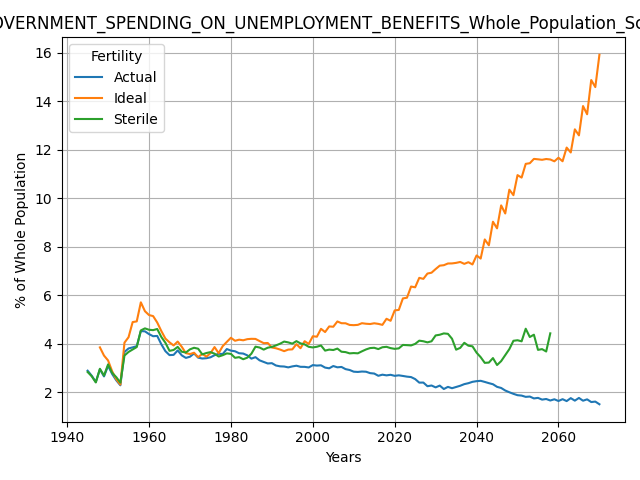 OVERNMENT_SPENDING_ON_UNEMPLOYMENT_BENEFITS_Whole_Population_So
Fertility
Actual
Ideal
Sterile
% of Whole Population
16
14
12
10
8
6
4
2
1940 1960 1980 2000 2020 2040 2060
Years